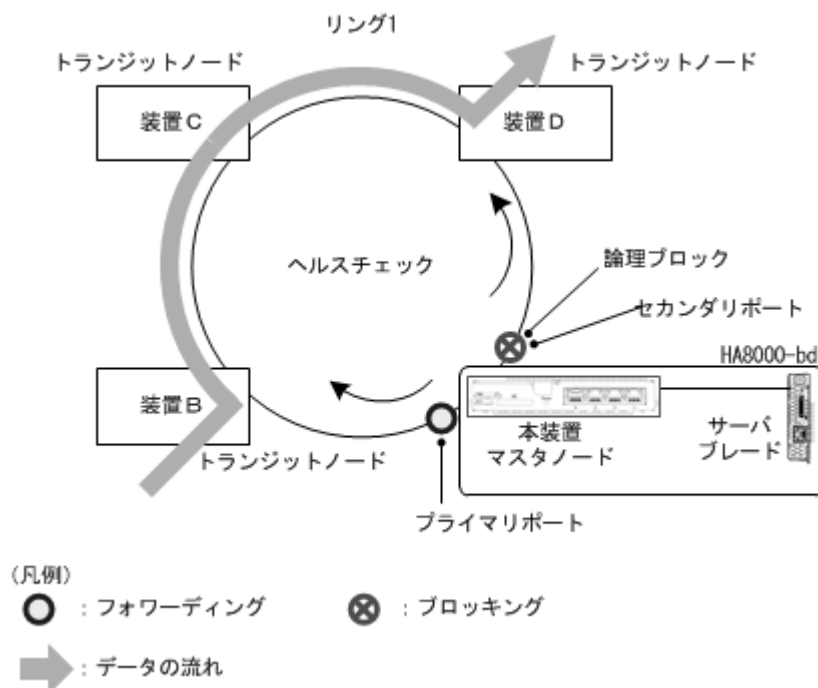 リング1
トランジットノード
トランジットノード
装置C
装置D
ヘルスチェック
論理ブロック
セカンダリポート
HA8000-bd
装置B
本装置
マスタノード
サーバ
ブレード
トランジットノード
プライマリポート
(凡例)
：フォワーディング
：ブロッキング
：データの流れ